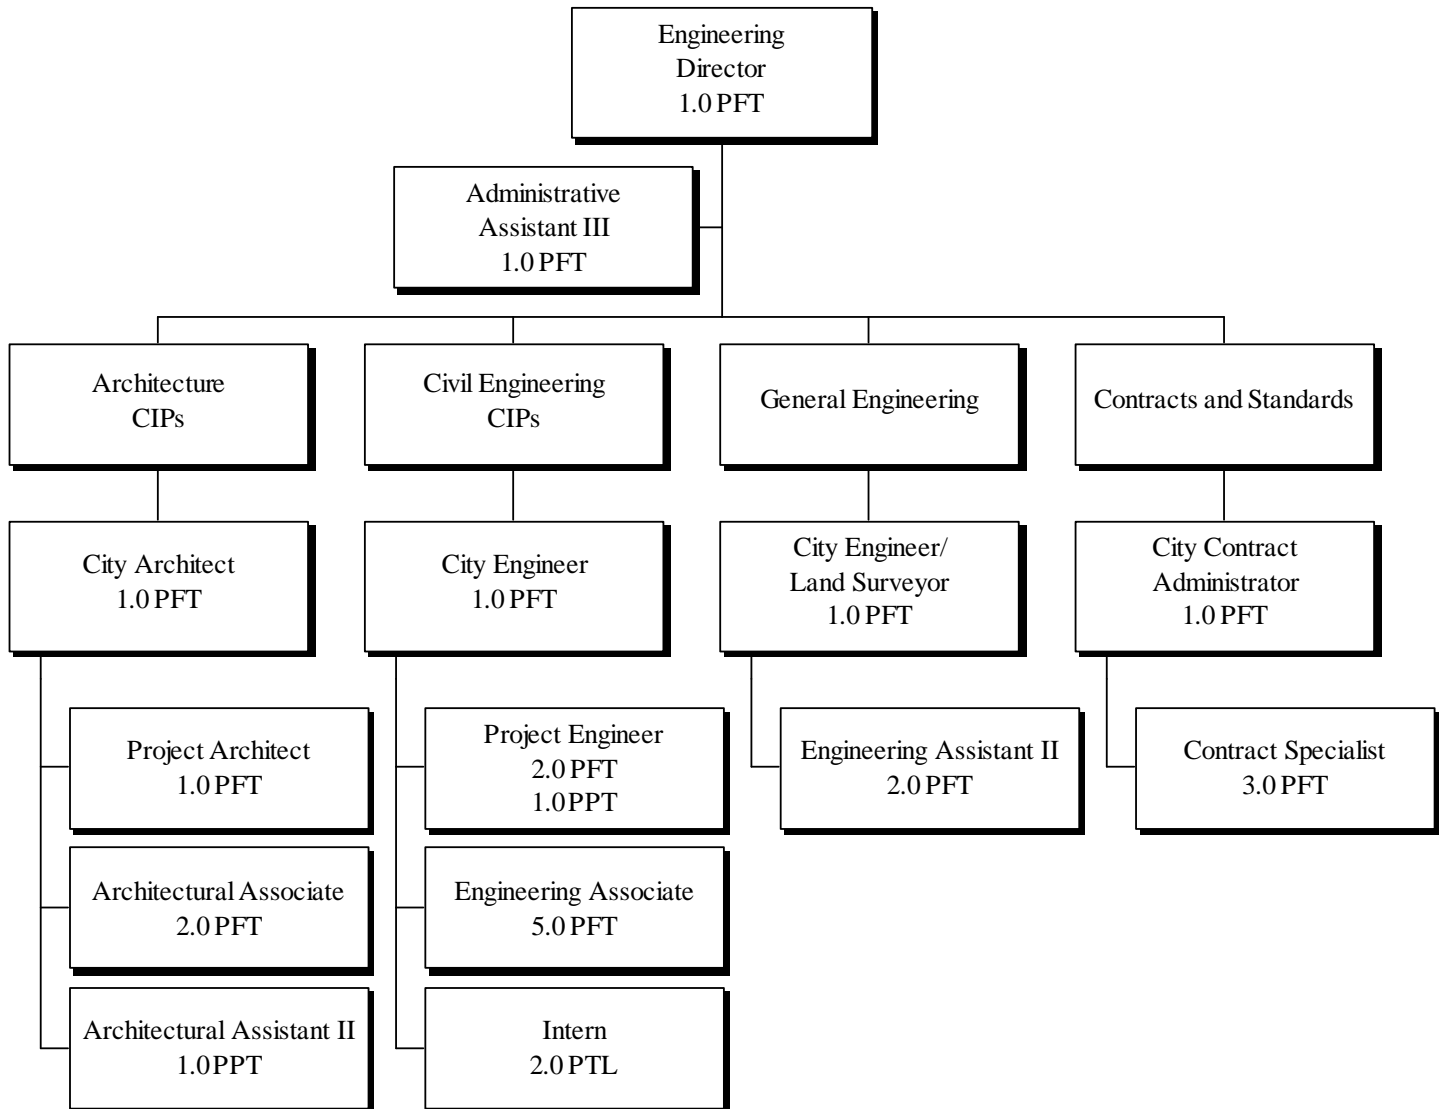 Engineering
Director
1.0 PFT
Administrative
Assistant III
1.0 PFT
Architecture
CIPs
Civil Engineering
CIPs
General Engineering
Contracts and Standards
City Architect
1.0 PFT
City Engineer
1.0 PFT
City Engineer/
Land Surveyor
1.0 PFT
City Contract
Administrator
1.0 PFT
Project Architect
1.0 PFT
Project Engineer
2.0 PFT
1.0 PPT
Engineering Assistant II
2.0 PFT
Contract Specialist
3.0 PFT
Architectural Associate
2.0 PFT
Engineering Associate
5.0 PFT
Architectural Assistant II
1.0 PPT
Intern
2.0 PTL